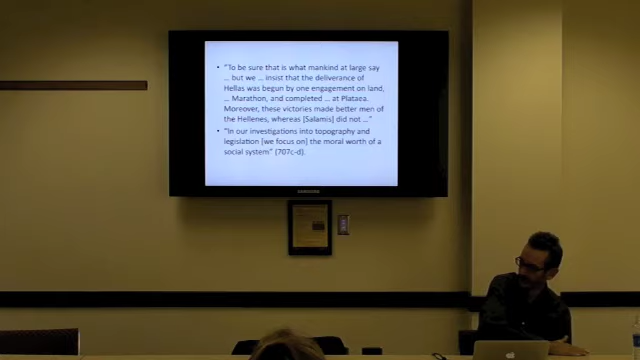 • "To be sure that is what mankind at large say
… but we … insist that the deliverance of
Hellas was begun by one engagement on land,
… Marathon, and completed … at Plataea.
Moreover, these victories made better men of
the Hellenes, whereas [Salamis] did not …"
• "In our investigations into topography and
legislation [we focus on] the moral worth of a
social system" (707c-d).
SAMSUNG